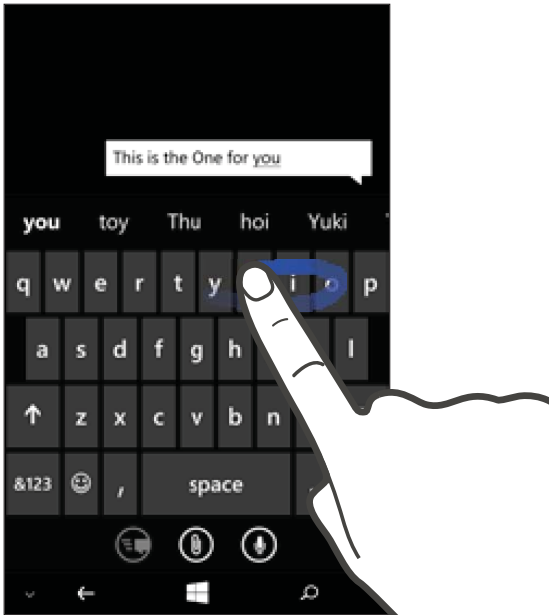 This is the One for you
you toy Thu hoi Yuki
q w e r t y i o p
a s d f g h l
z x c v b n
&123 , space